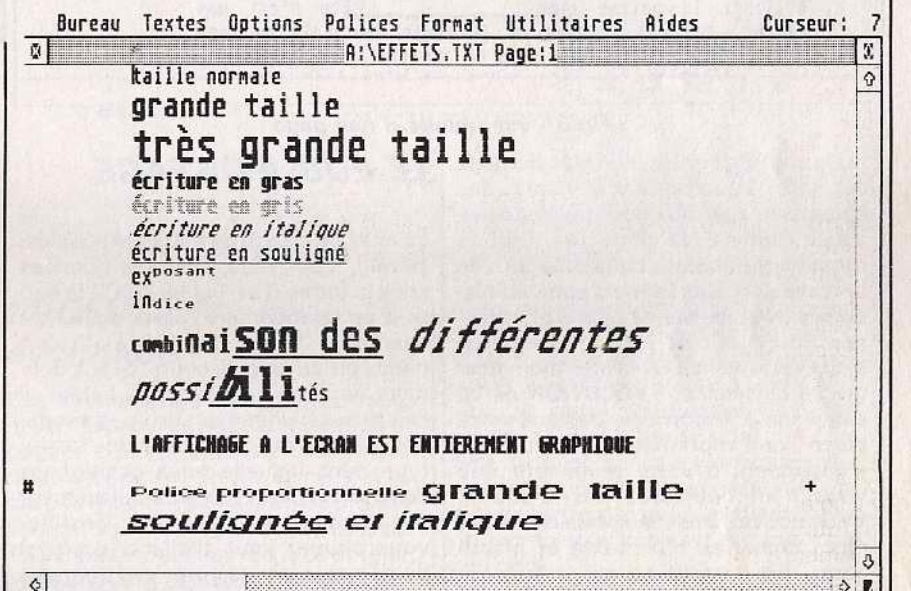 Bureau Textes Options Polices Format Utilitaires Aides Curseur: 7
A:\EFFETS.TXT Page:1
taille normale
grande taille
très grande taille
écriture en gras
écriture en gris
écriture en italique
écriture en souligné
exposant
indice
combinaison des différentes
possibilités
L'AFFICHAGE A L'ECRAN EST ENTIEREMENT GRAPHIQUE
# Police proportionnelle grande taille +
soulignée et italique